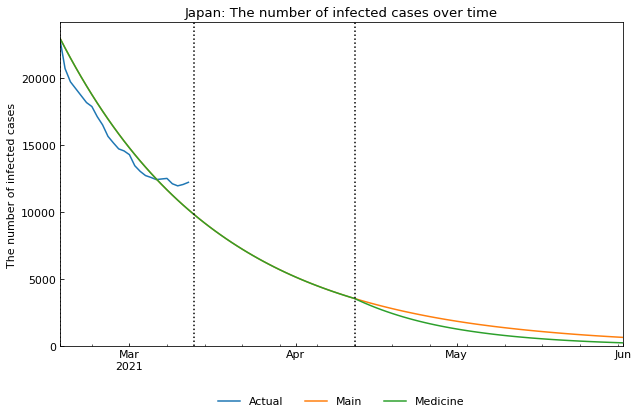 Japan: The number of infected cases over time
The number of infected cases
20000
15000
10000
5000
0
Mar
2021
Apr
May
Jun
Actual
Main
Medicine